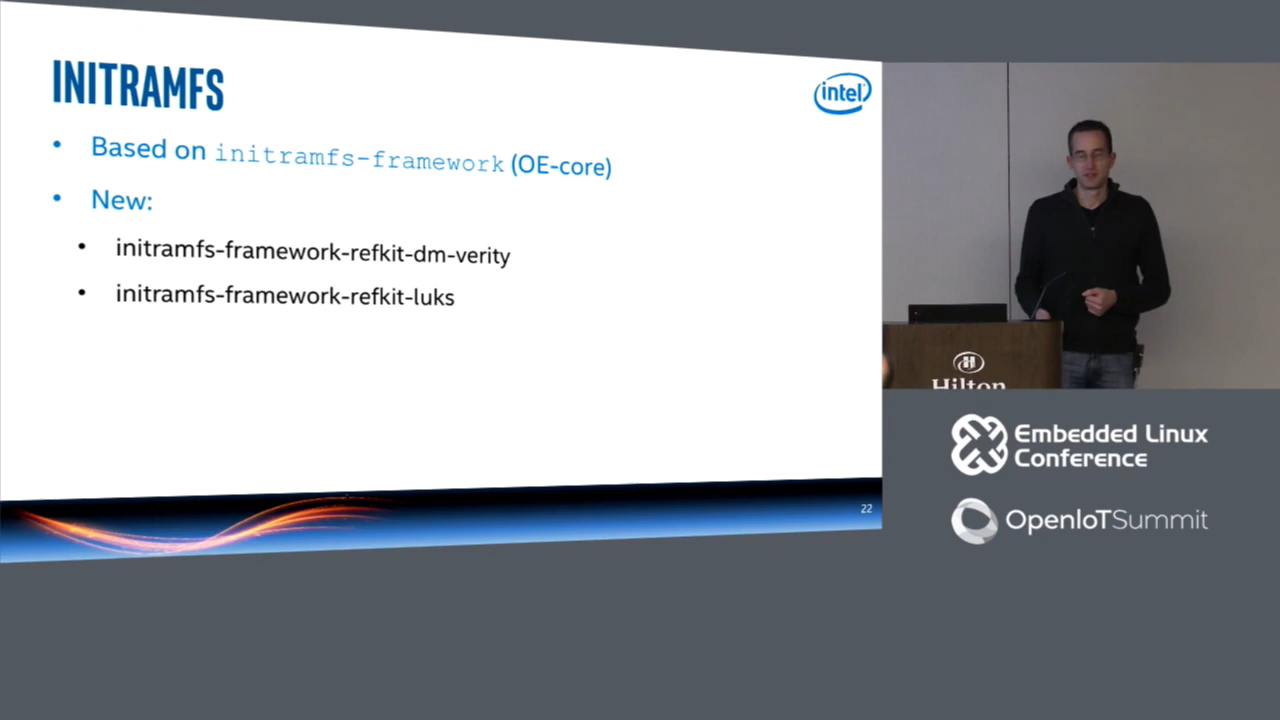 INITRAMFS
intel
• Based on initramfs-framework (OE-core)
• New:
• initramfs-framework-refkit-dm-verity
• initramfs-framework-refkit-luks
22
H
Hilton
Embedded Linux
Conference
OpenIoTSummit